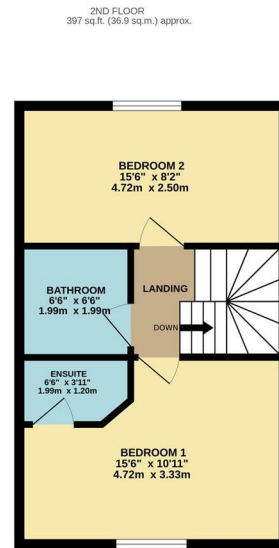 2ND FLOOR
397 sq.ft. (36.9 sq.m.) approx.
BEDROOM 2
15'6" x 8'2"
4.72m x 2.50m
BATHROOM
6'6" x 6'6"
1.99m x 1.99m
LANDING
DOWN
ENSUITE
6'6" x 3'11"
1.99m x 1.20m
BEDROOM 1
15'6" x 10'11"
4.72m x 3.33m